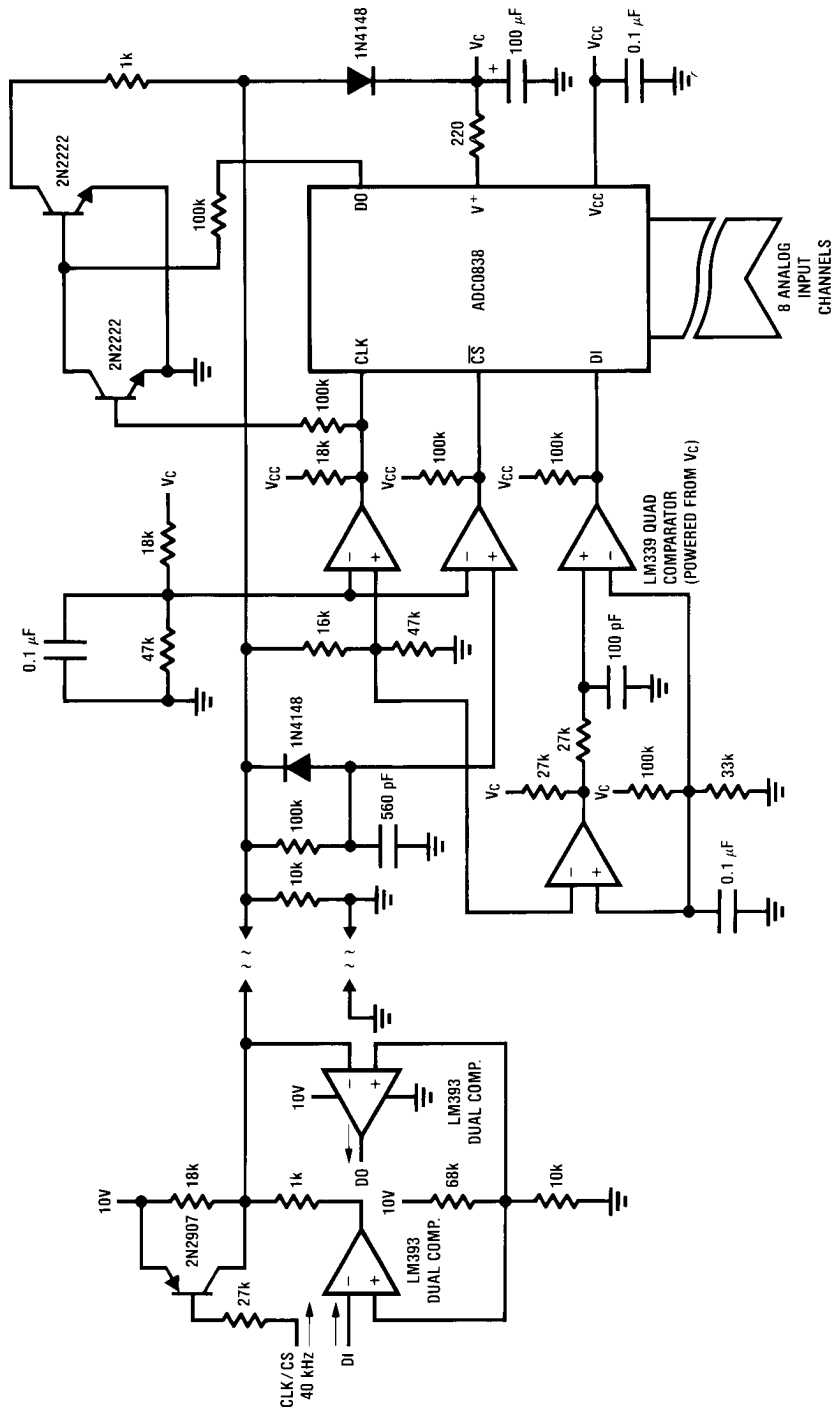 1k
2N2222
2N2222
100k
1N4148
VC
+
100 μF
220
VCC
0.1 μF
DO
V+
VCC
ADC0838
CLK
CS
DI
8 ANALOG
INPUT
CHANNELS
100k
VCC
18k
VCC
100k
VCC
100k
−
+
−
+
+
−
LM339 QUAD
COMPARATOR
(POWERED FROM VC)
0.1 μF
47k
18k
VC
16k
47k
1N4148
100k
560 pF
10k
VC
27k
27k
100 pF
VC
100k
33k
0.1 μF
−
+
~ ~
~ ~
10V
18k
2N2907
27k
CLK/CS
40 kHz
1k
DI
−
+
LM393
DUAL COMP.
10V
−
+
DO
LM393
DUAL COMP.
10V
68k
10k